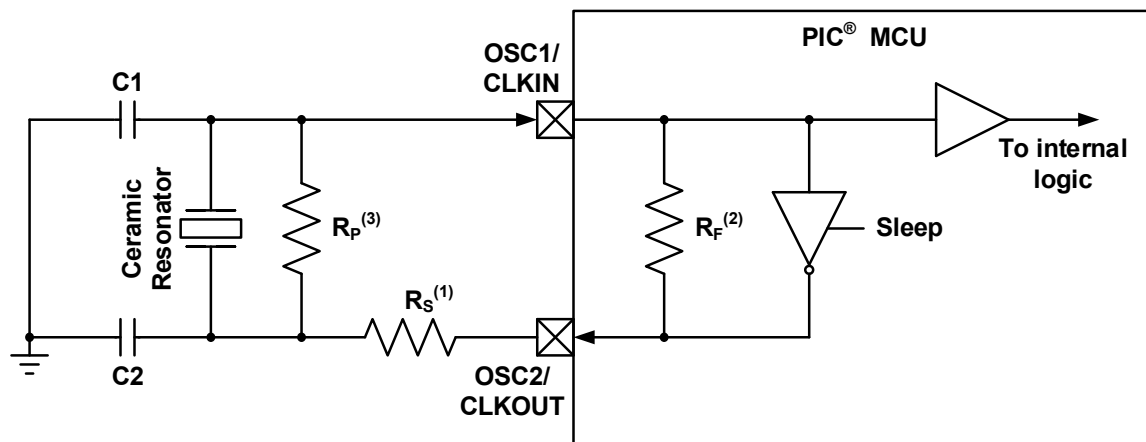 PIC® MCU
OSC1/
CLKIN
C1
To internal
logic
Ceramic
Resonator
RP(3)
RF(2)
Sleep
RS(1)
C2
OSC2/
CLKOUT